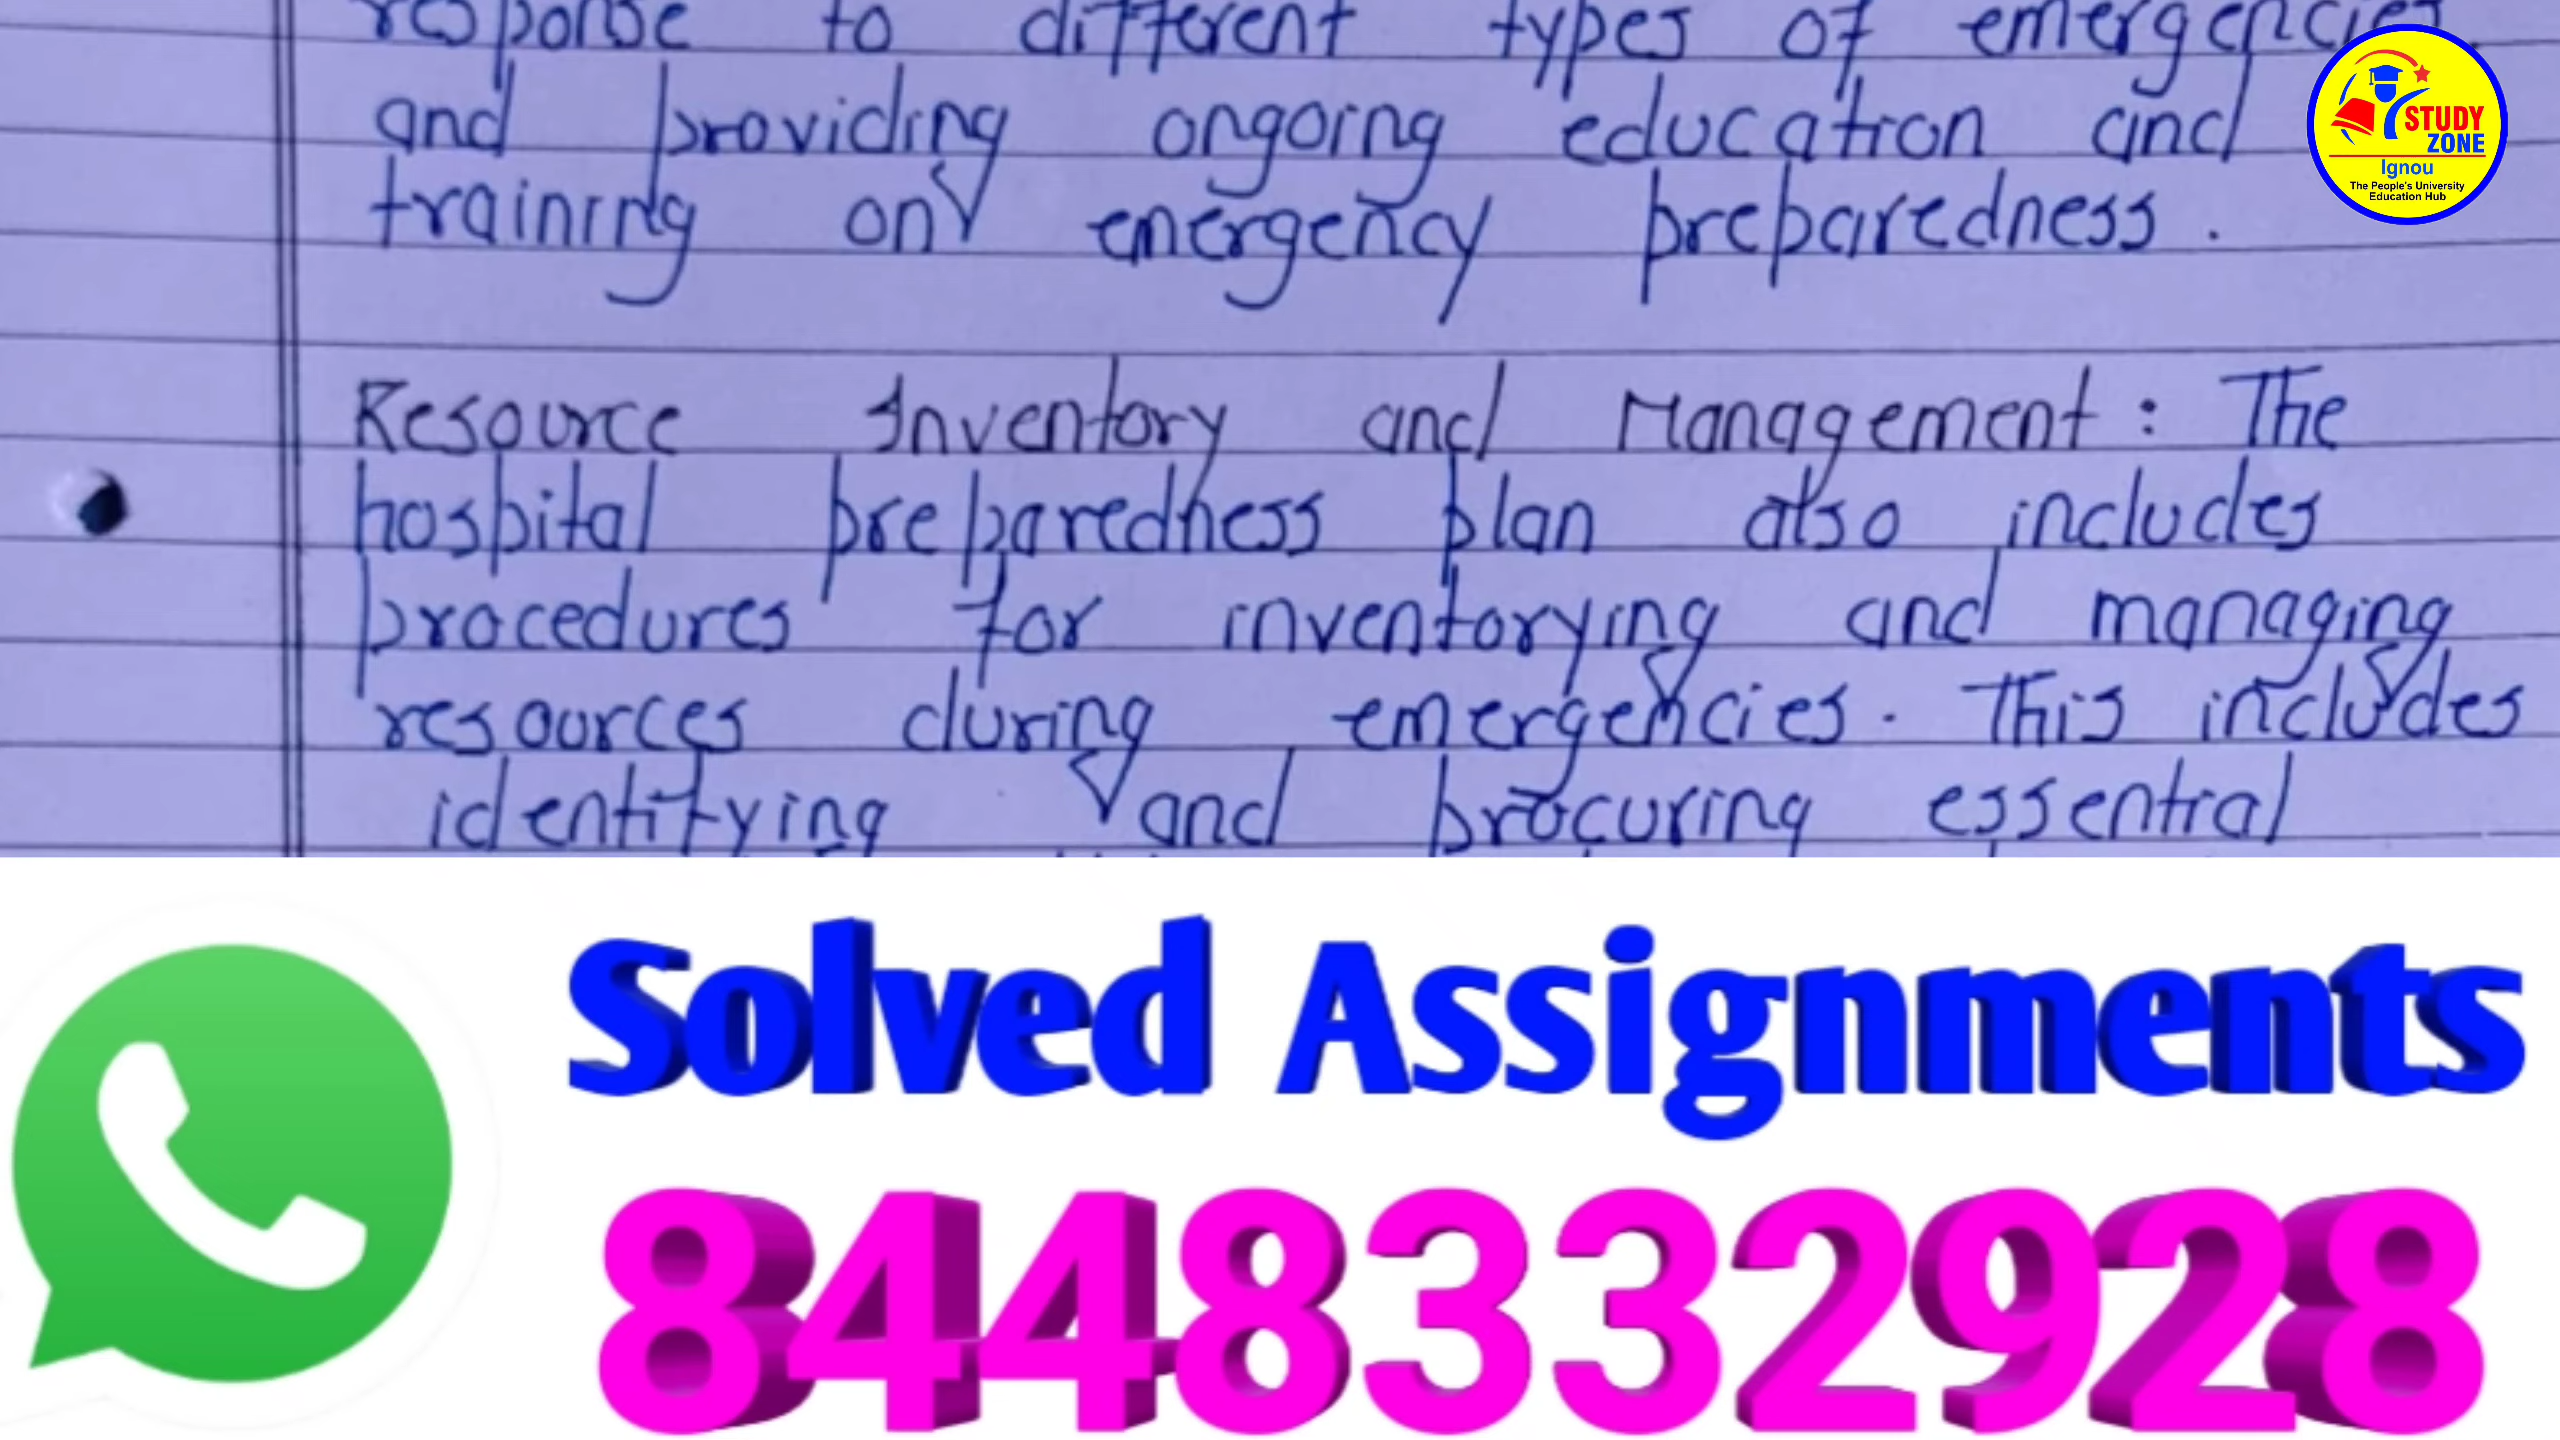 response to different types of emergencies
and providing ongoing education and
training on emergency preparedness.
Resource Inventory and Management: The
hospital preparedness plan also includes
procedures for inventorying and managing
resources during emergencies. This includes
identifying and procuring essential
STUDY
ZONE
Ignou
The People's University
Education Hub
Solved Assignments
8448332928